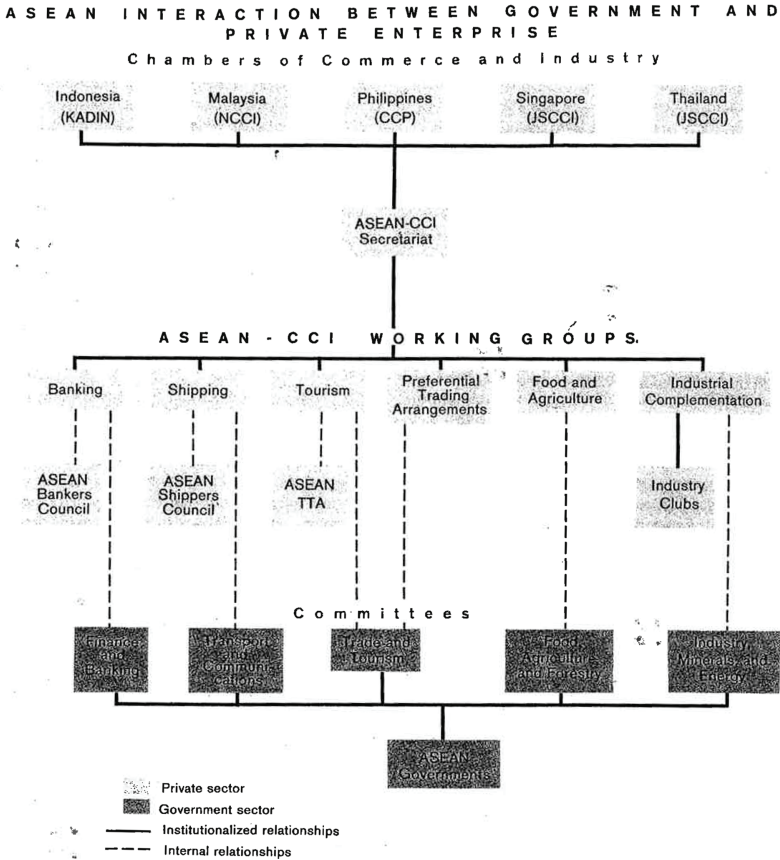 ASEAN INTERACTION BETWEEN GOVERNMENT AND
PRIVATE ENTERPRISE
Chambers of Commerce and Industry
Indonesia
(KADIN)
Malaysia
(NCCI)
Philippines
(CCP)
Singapore
(JSCCI)
Thailand
(JSCCI)
ASEAN-CCI
Secretariat
ASEAN-CCI WORKING GROUPS.
Banking
Shipping
Tourism
Preferential
Trading
Arrangements
Food and
Agriculture
Industrial
Complementation
ASEAN
Bankers
Council
ASEAN
Shippers
Council
ASEAN
TTA
Industry
Clubs
Committees
Finance
and
Banking
Transport
and
Communi-
cations
Trade and
Tourism
Food,
Agriculture
and Forestry
Industry,
Minerals, and
Energy
ASEAN
Governments
Private sector
Government sector
Institutionalized relationships
Internal relationships